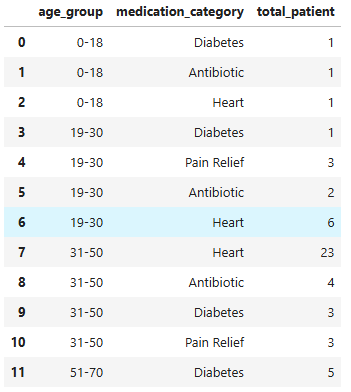 age_group medication_category total_patient
0 0-18 Diabetes 1
1 0-18 Antibiotic 1
2 0-18 Heart 1
3 19-30 Diabetes 1
4 19-30 Pain Relief 3
5 19-30 Antibiotic 2
6 19-30 Heart 6
7 31-50 Heart 23
8 31-50 Antibiotic 4
9 31-50 Diabetes 3
10 31-50 Pain Relief 3
11 51-70 Diabetes 5